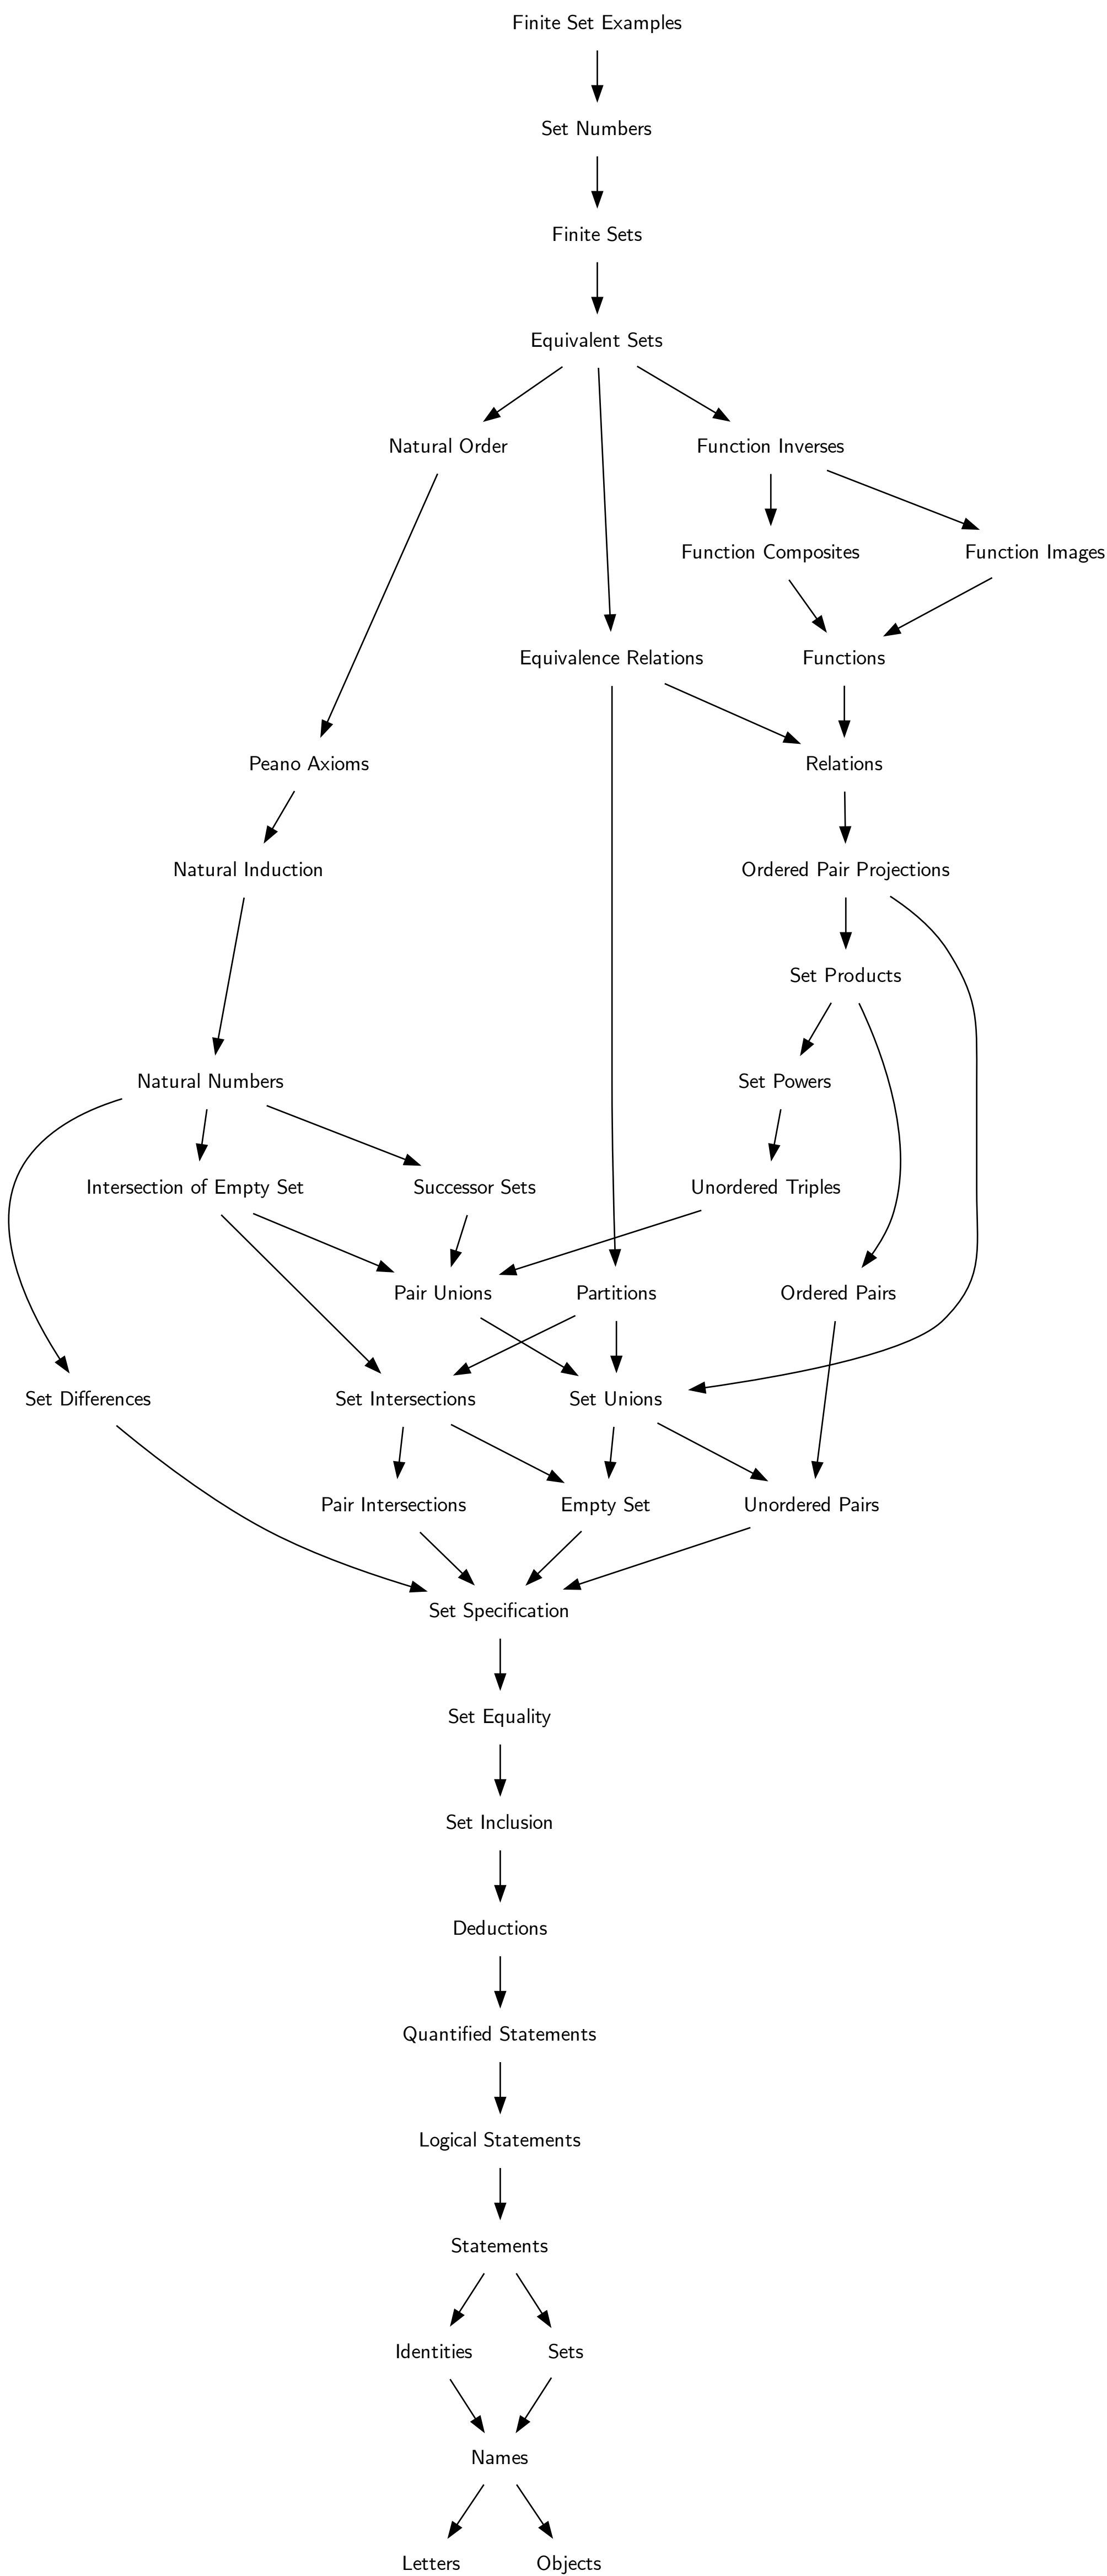 Finite Set Examples
Set Numbers
Finite Sets
Equivalent Sets
Natural Order
Function Inverses
Function Composites
Function Images
Equivalence Relations
Functions
Peano Axioms
Relations
Natural Induction
Ordered Pair Projections
Set Products
Natural Numbers
Set Powers
Intersection of Empty Set
Successor Sets
Unordered Triples
Pair Unions
Partitions
Ordered Pairs
Set Differences
Set Intersections
Set Unions
Pair Intersections
Empty Set
Unordered Pairs
Set Specification
Set Equality
Set Inclusion
Deductions
Quantified Statements
Logical Statements
Statements
Identities
Sets
Names
Letters
Objects